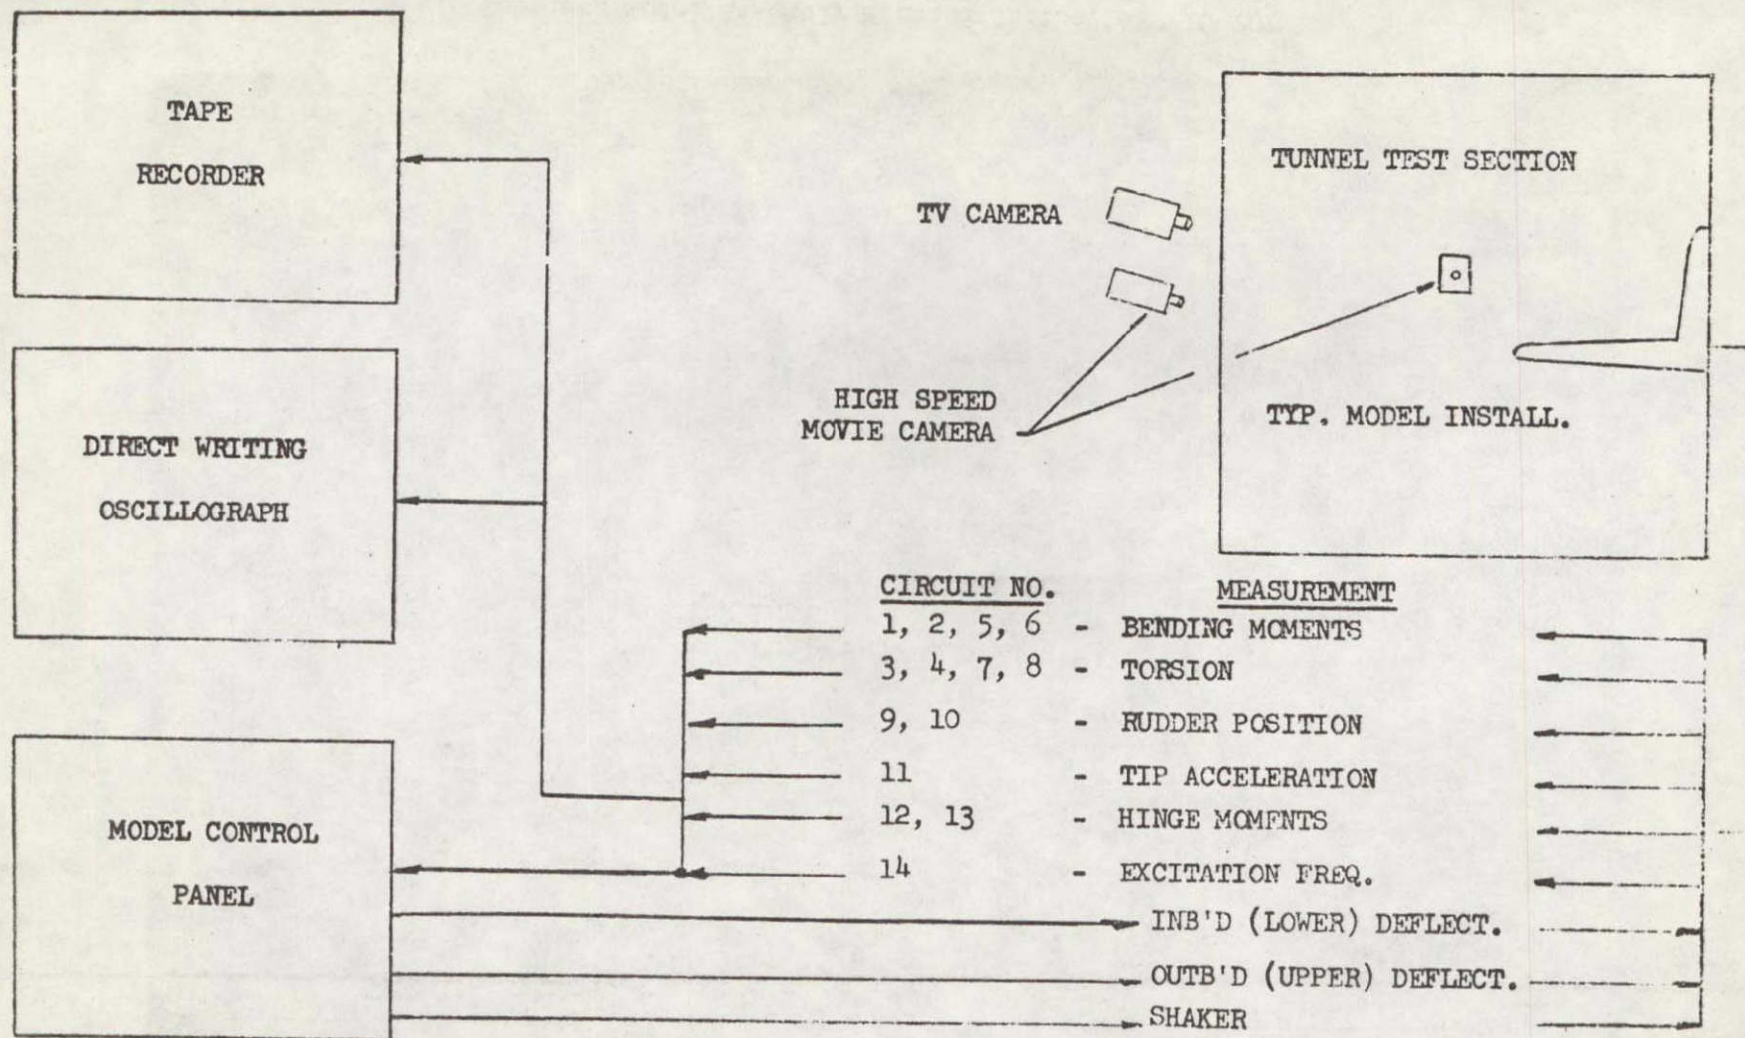 TAPE
RECORDER
DIRECT WRITING
OSCILLOGRAPH
MODEL CONTROL
PANEL
TV CAMERA
HIGH SPEED
MOVIE CAMERA
TUNNEL TEST SECTION
TYP. MODEL INSTALL.
CIRCUIT NO. MEASUREMENT
1, 2, 5, 6 - BENDING MOMENTS
3, 4, 7, 8 - TORSION
9, 10 - RUDDER POSITION
11 - TIP ACCELERATION
12, 13 - HINGE MOMENTS
14 - EXCITATION FREQ.
INB'D (LOWER) DEFLECT.
OUTB'D (UPPER) DEFLECT.
SHAKER